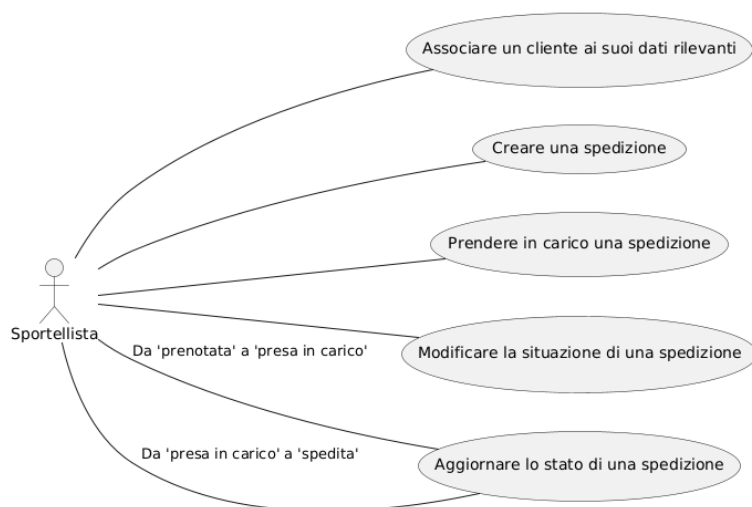 Associare un cliente ai suoi dati rilevanti
Creare una spedizione
Prendere in carico una spedizione
Sportellista
Da 'prenotata' a 'presa in carico'
Modificare la situazione di una spedizione
Da 'presa in carico' a 'spedita'
Aggiornare lo stato di una spedizione